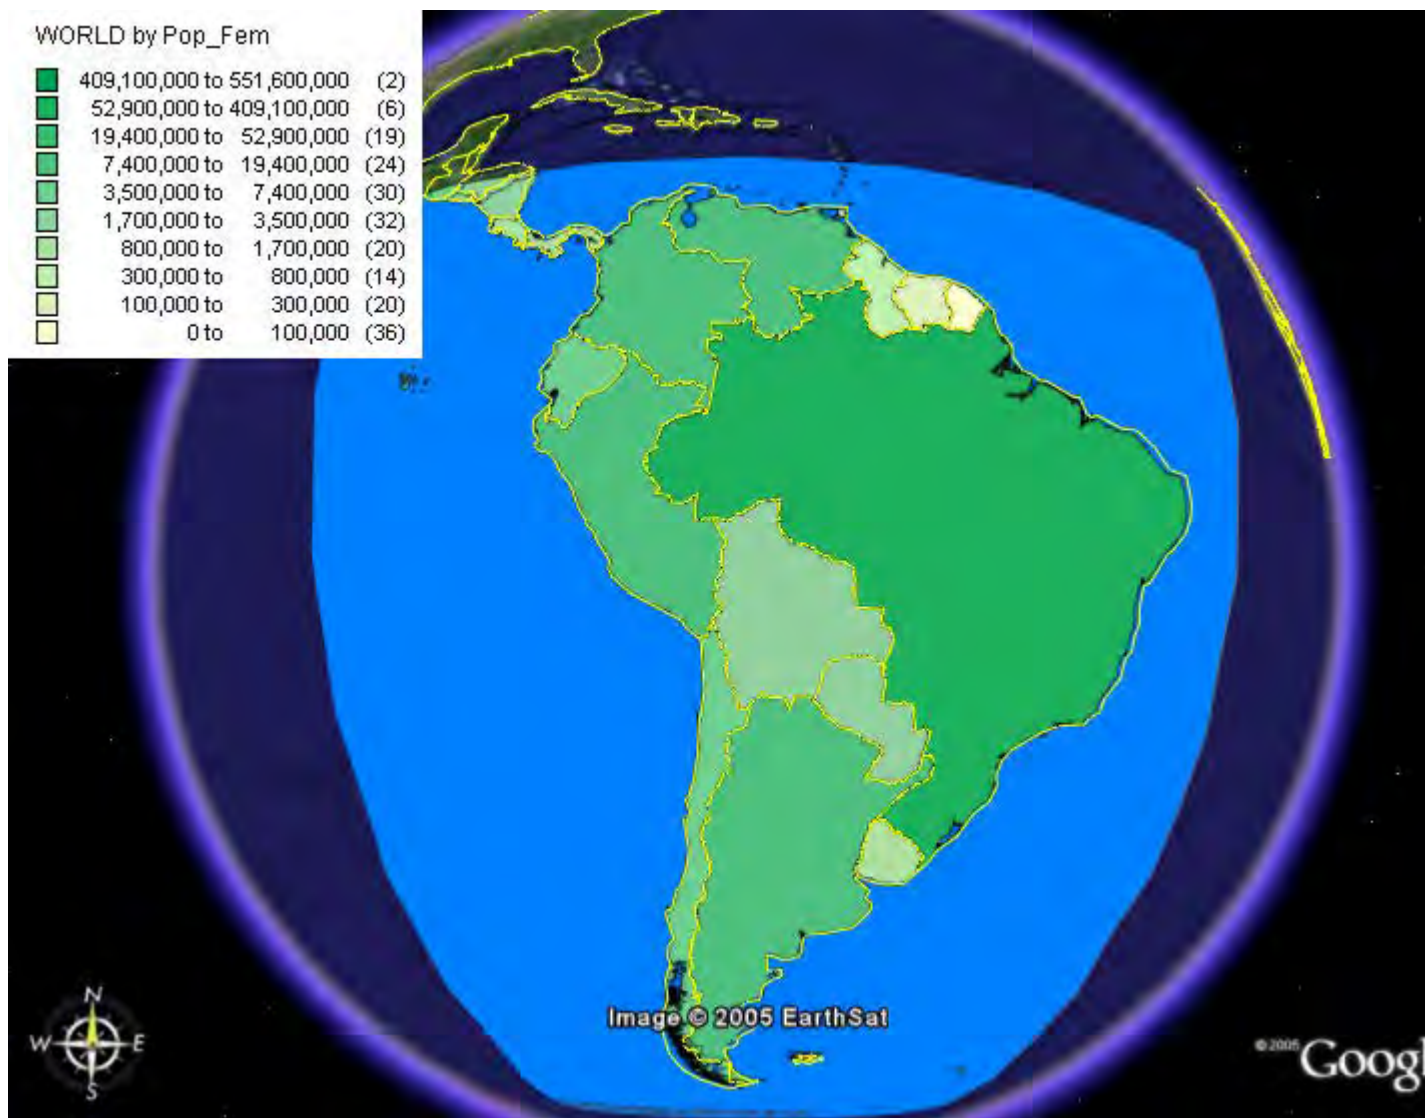 WORLD by Pop_Fem
409,100,000 to 551,600,000 (2)
52,900,000 to 409,100,000 (6)
19,400,000 to 52,900,000 (19)
7,400,000 to 19,400,000 (24)
3,500,000 to 7,400,000 (30)
1,700,000 to 3,500,000 (32)
800,000 to 1,700,000 (20)
300,000 to 800,000 (14)
100,000 to 300,000 (20)
0 to 100,000 (36)
N
W E
S
Image © 2005 EarthSat
©2005 Googl